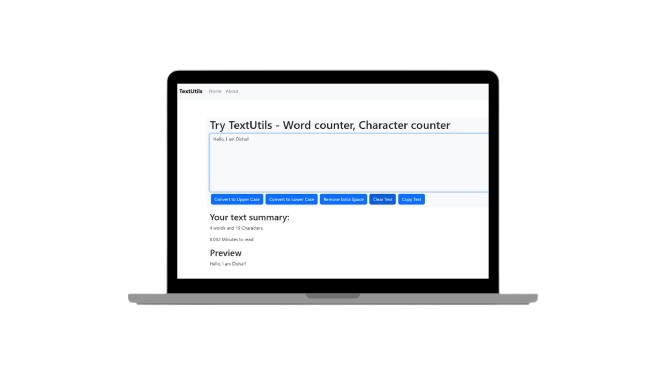 TextUtils Home About
Try TextUtils - Word counter, Character counter
Hello, I am Disha!!
Convert to Upper Case Convert to Lower Case Remove Extra Space Clear Text Copy Text
Your text summary:
4 words and 19 Characters
0.032 Minutes to read
Preview
Hello, I am Disha!!